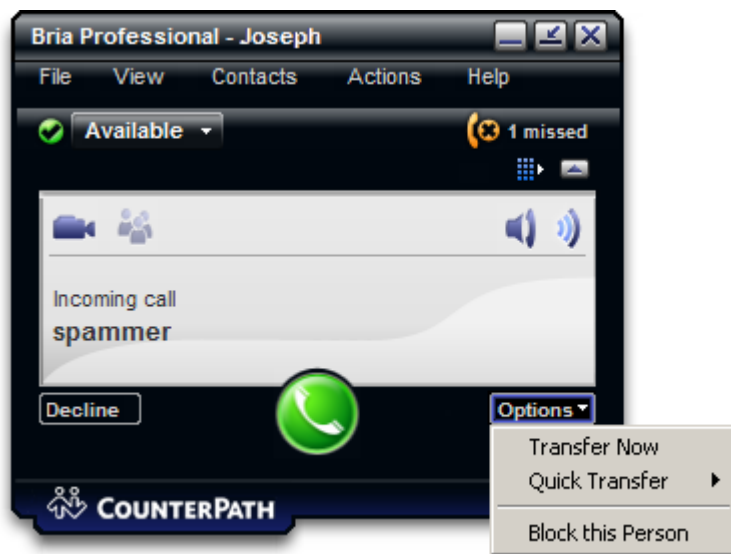 Bria Professional - Joseph
File View Contacts Actions Help
Available 1 missed
Incoming call
spammer
Decline Options
Transfer Now
Quick Transfer
Block this Person
COUNTERPATH